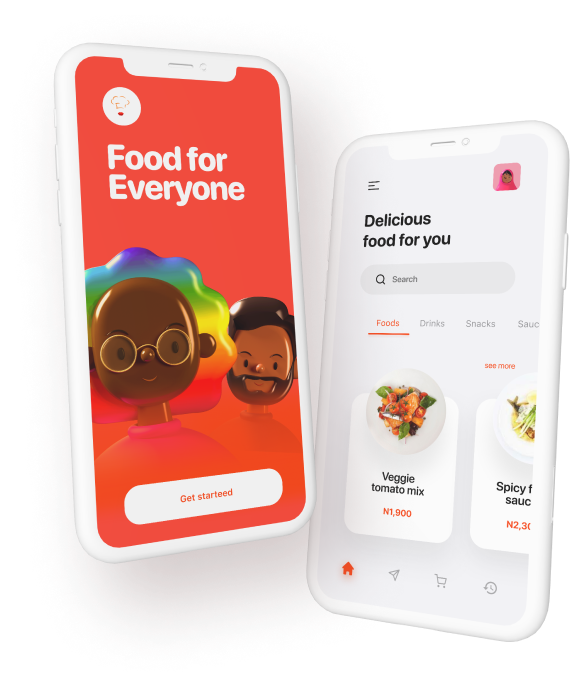 Food for
Everyone
Get starteed
Delicious
food for you
Search
Foods Drinks Snacks Sauc
see more
Veggie
tomato mix
N1,900
Spicy f
sauc
N2,30